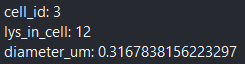 cell_id: 3
lys_in_cell: 12
diameter_um: 0.3167838156223297